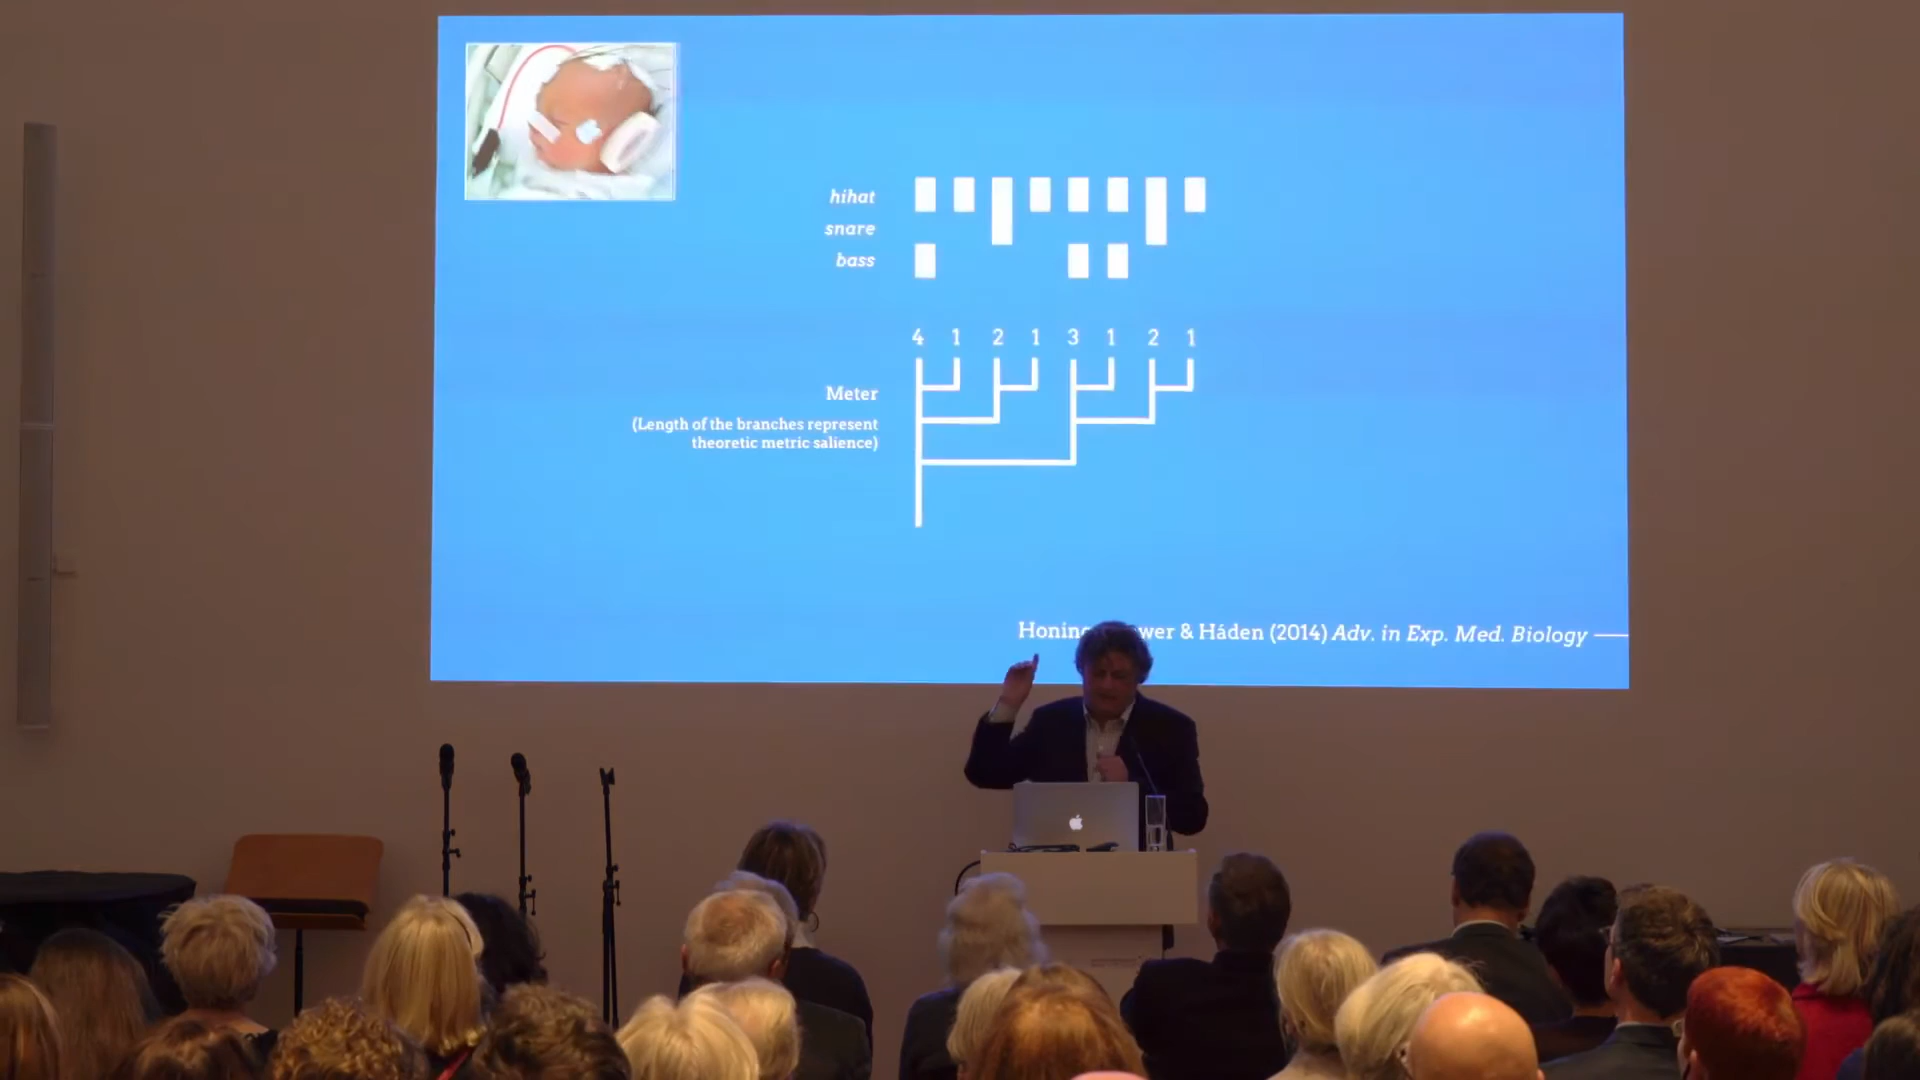 hihat
snare
bass
4 1 2 1 3 1 2 1
Meter
(Length of the branches represent
theoretic metric salience)
& Háden (2014) Adv. in Exp. Med. Biology